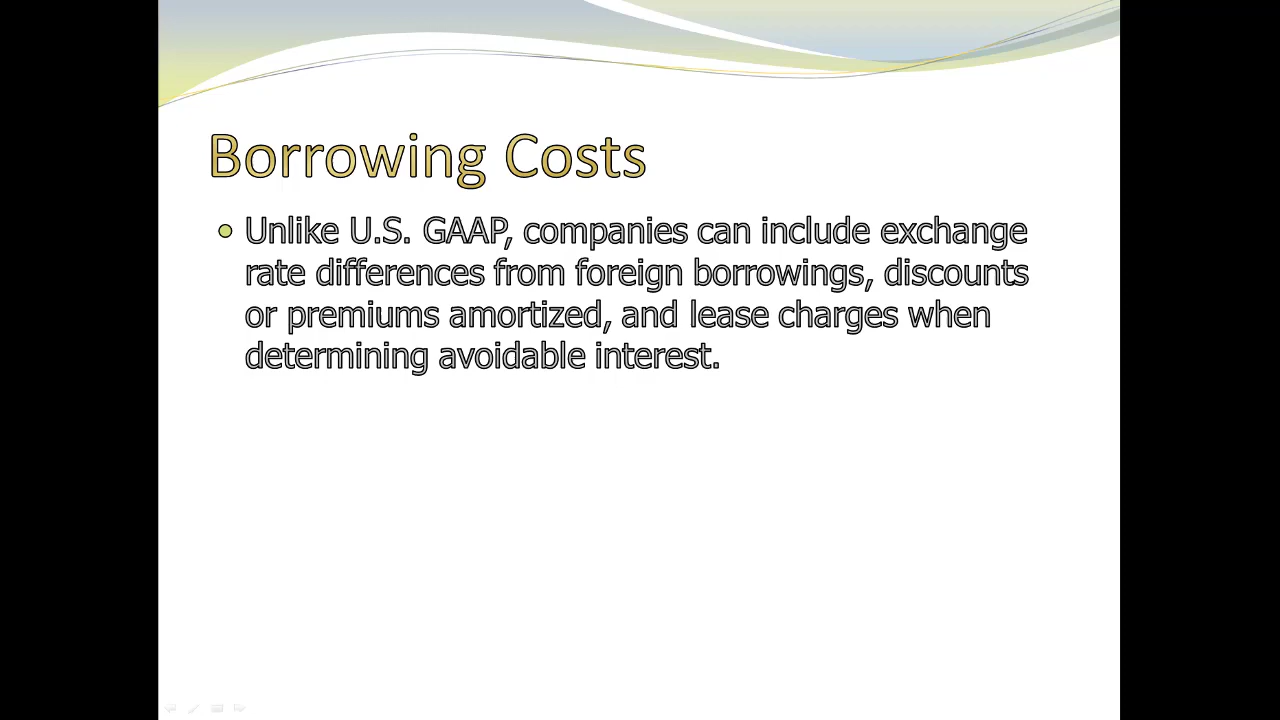 Borrowing Costs
• Unlike U.S. GAAP, companies can include exchange
rate differences from foreign borrowings, discounts
or premiums amortized, and lease charges when
determining avoidable interest.